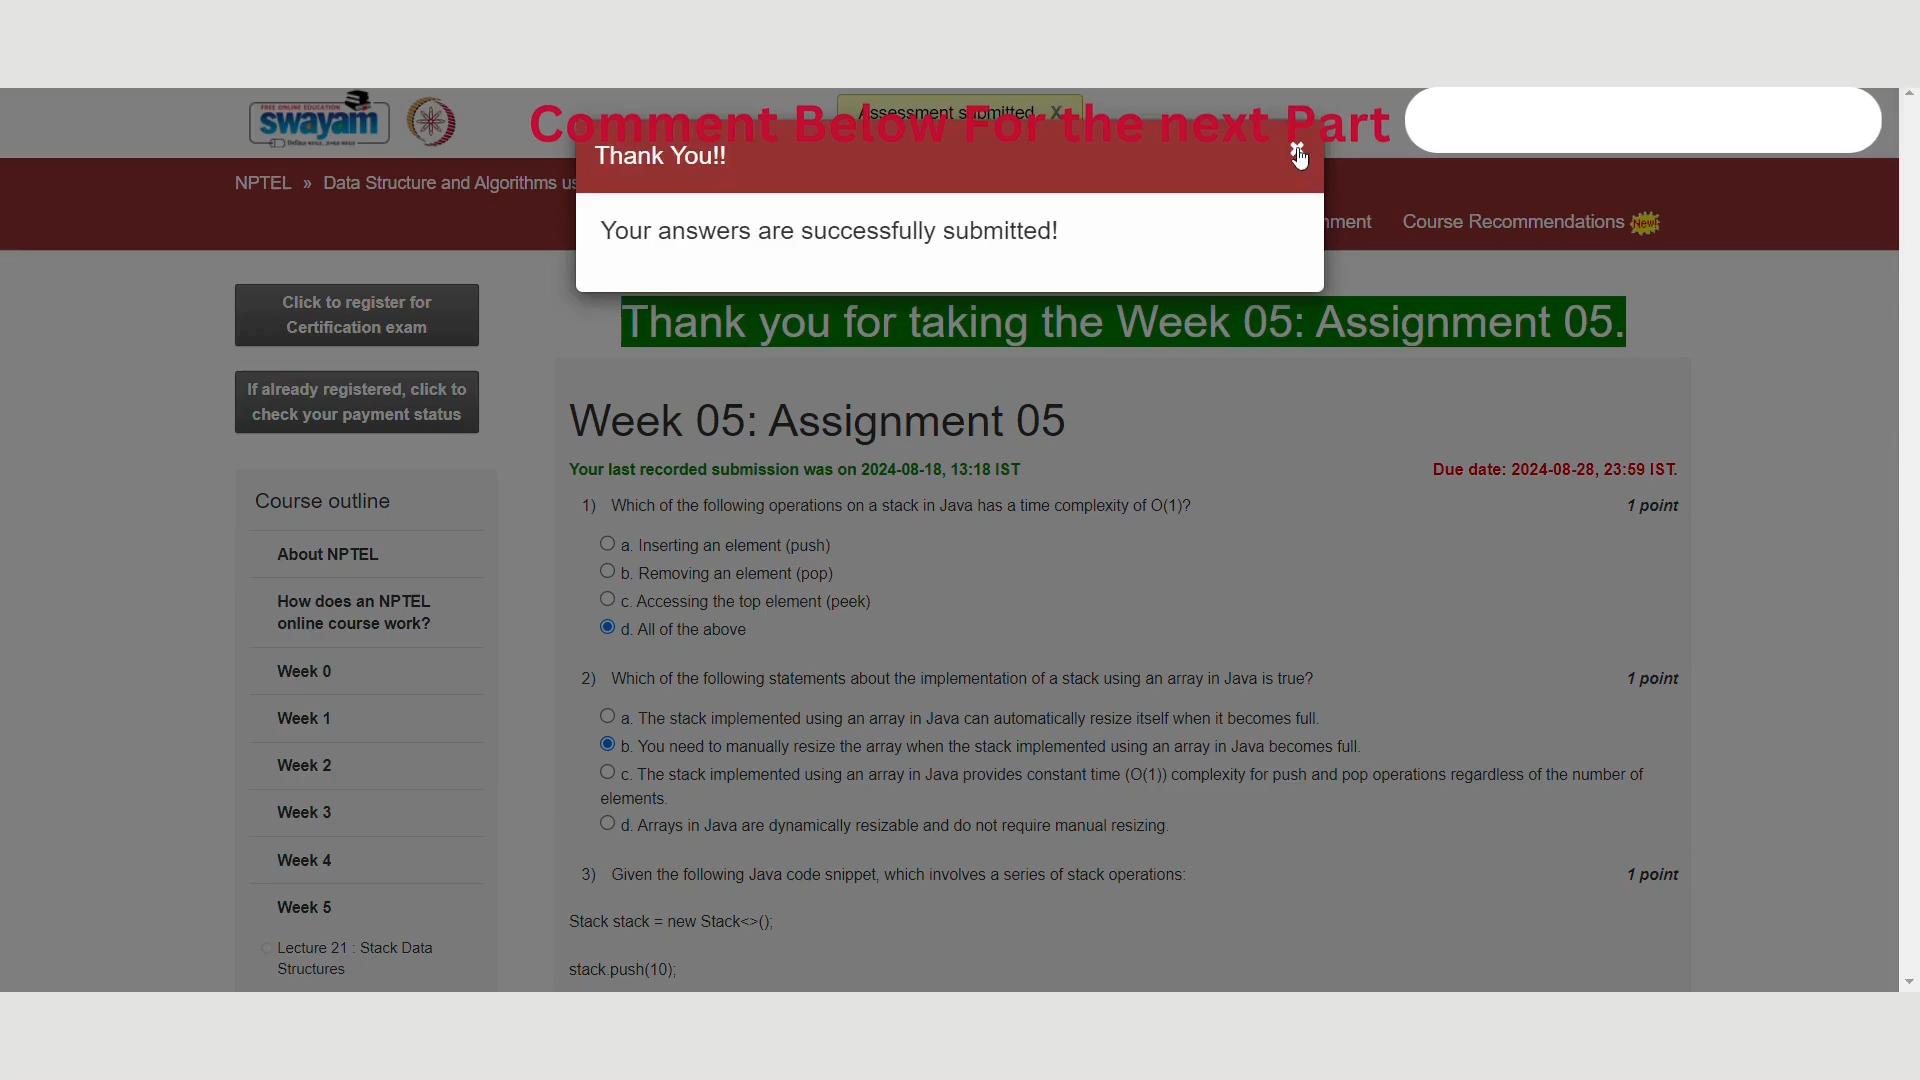 FREE ONLINE EDUCATION
swayam
Comment Below For the next Part
Assessment submitted X
Thank You!!
NPTEL » Data Structure and Algorithms us
nment
Course Recommendations New!
Your answers are successfully submitted!
Click to register for
Certification exam
If already registered, click to
check your payment status
Course outline
About NPTEL
How does an NPTEL
online course work?
Week 0
Week 1
Week 2
Week 3
Week 4
Week 5
Lecture 21 : Stack Data
Structures
Thank you for taking the Week 05: Assignment 05.
Week 05: Assignment 05
Your last recorded submission was on 2024-08-18, 13:18 IST
Due date: 2024-08-28, 23:59 IST.
1) Which of the following operations on a stack in Java has a time complexity of O(1)?
1 point
a. Inserting an element (push)
b. Removing an element (pop)
c. Accessing the top element (peek)
d. All of the above
2) Which of the following statements about the implementation of a stack using an array in Java is true?
1 point
a. The stack implemented using an array in Java can automatically resize itself when it becomes full.
b. You need to manually resize the array when the stack implemented using an array in Java becomes full.
c. The stack implemented using an array in Java provides constant time (O(1)) complexity for push and pop operations regardless of the number of
elements.
d. Arrays in Java are dynamically resizable and do not require manual resizing.
3) Given the following Java code snippet, which involves a series of stack operations:
1 point
Stack stack = new Stack<>();
stack.push(10);